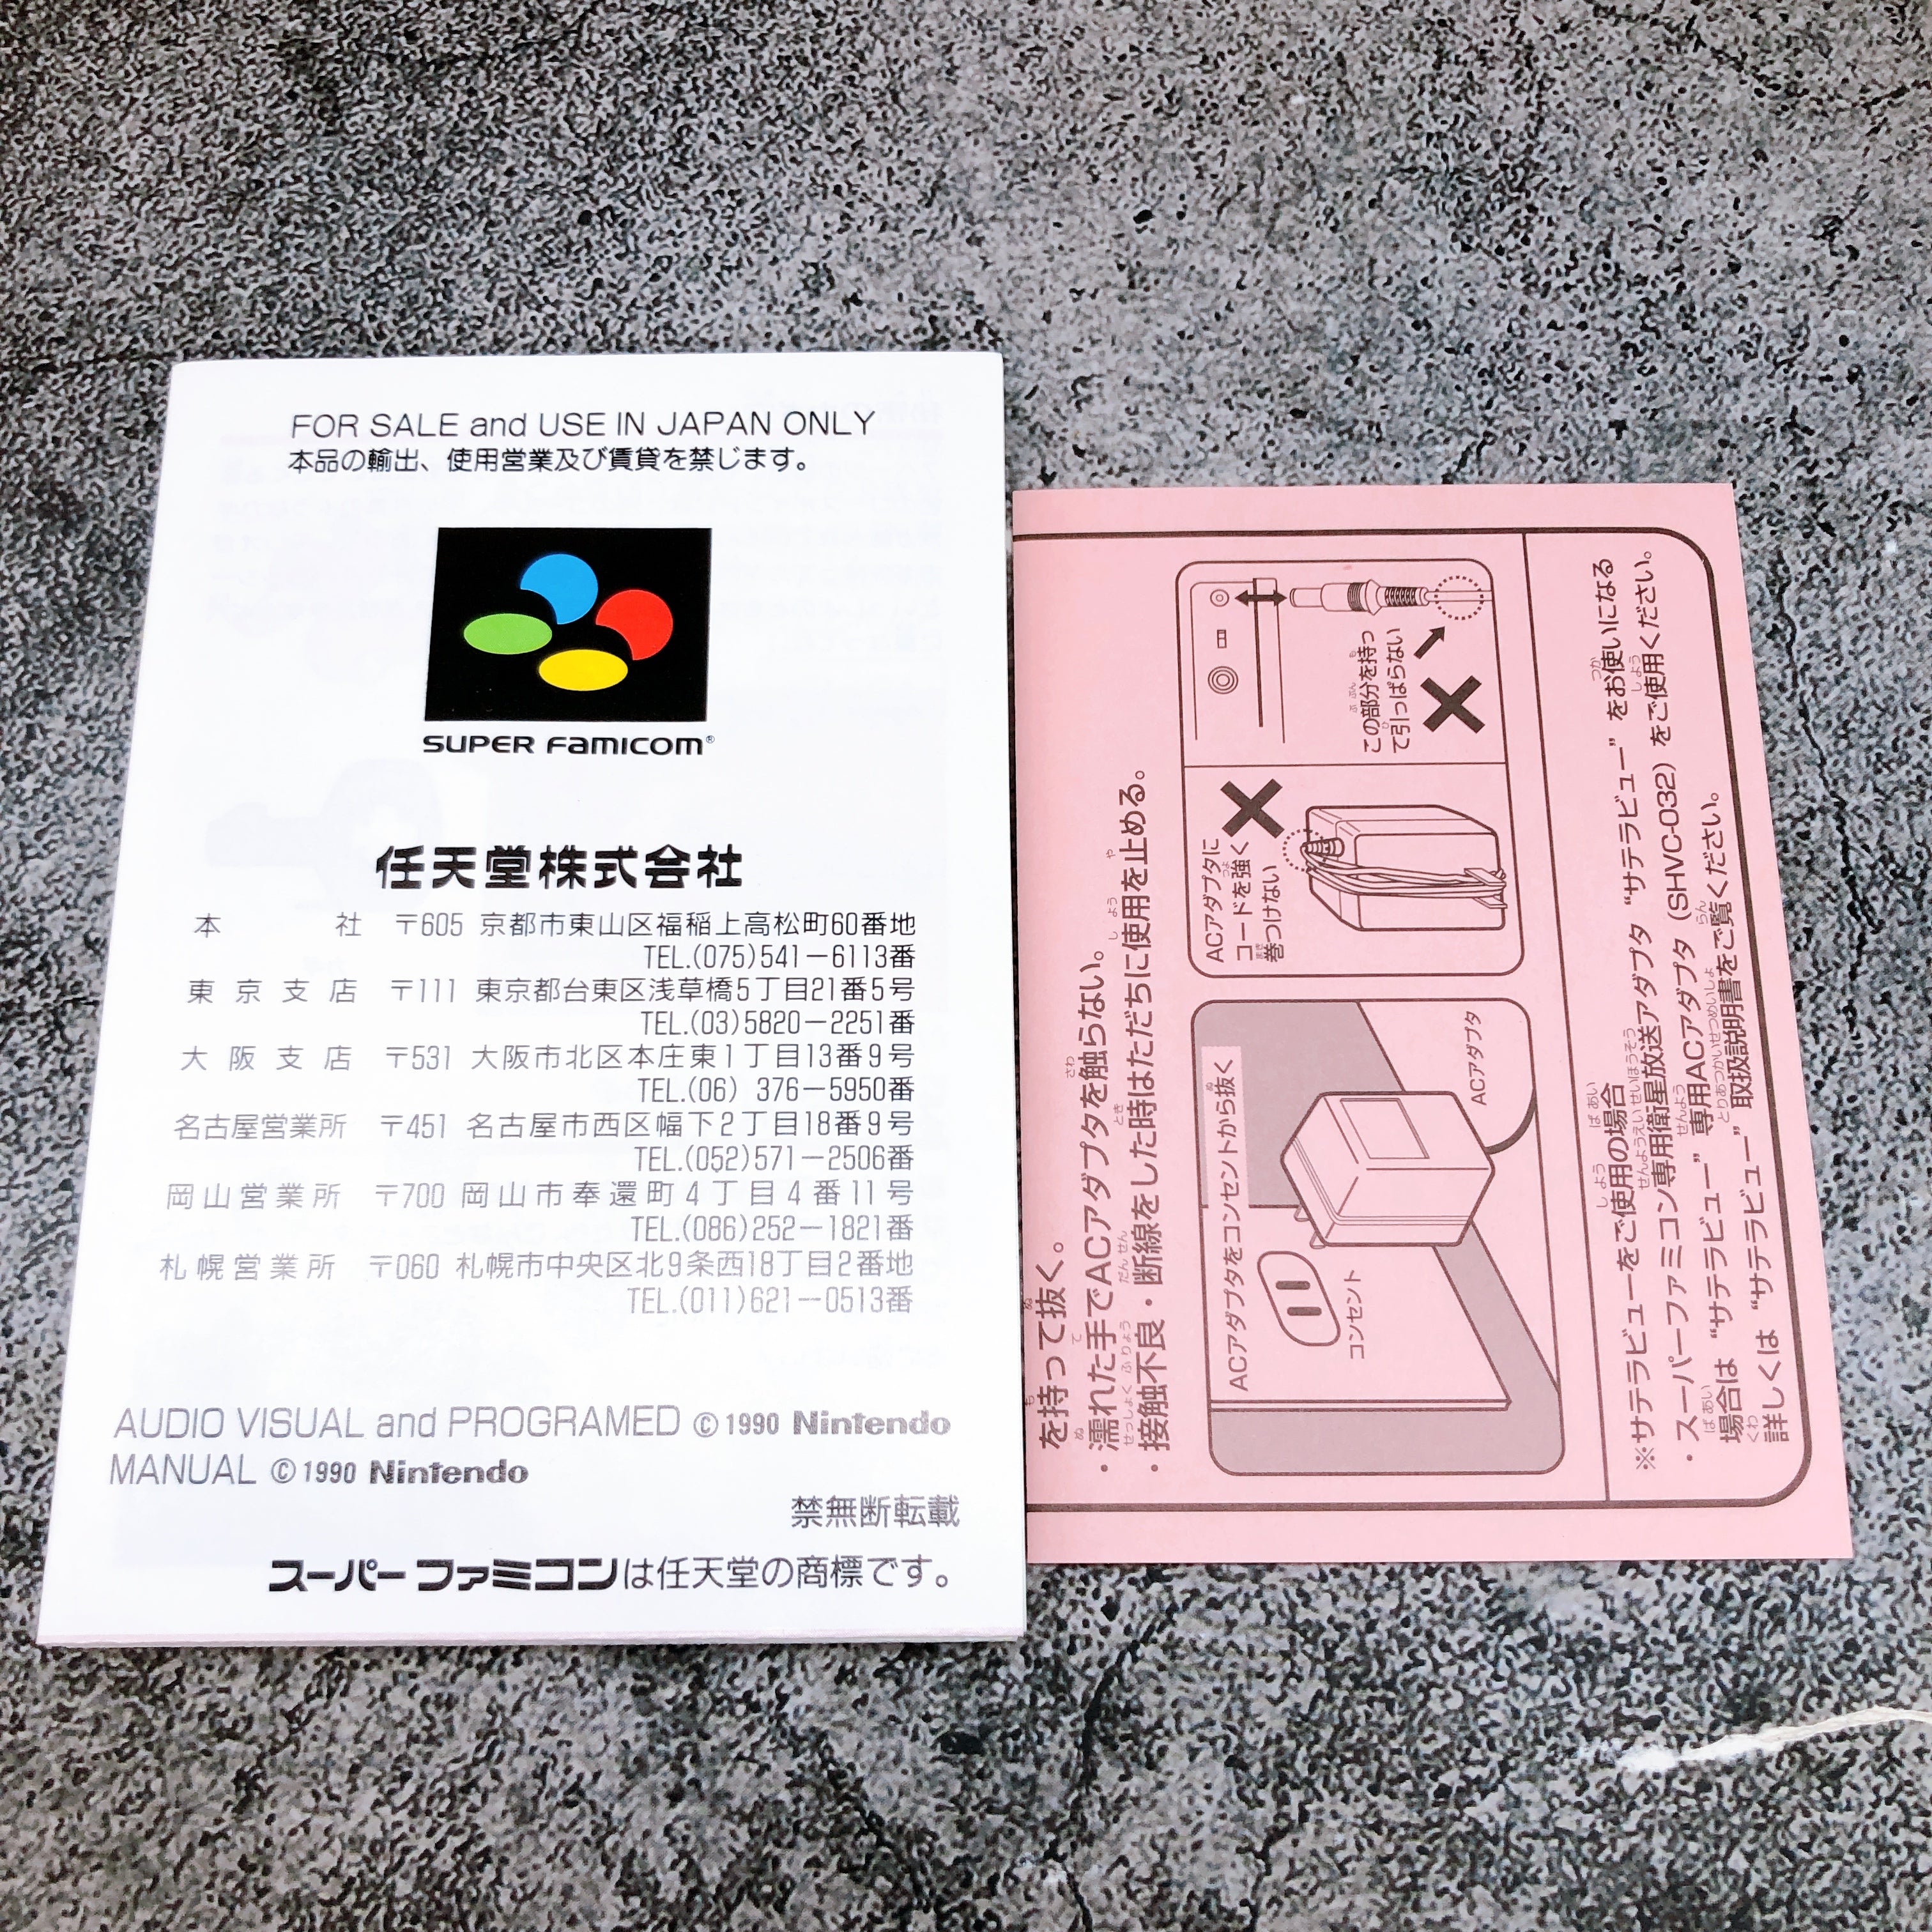 FOR SALE and USE IN JAPAN ONLY
本品の輸出、使用営業及び賃貸を禁じます。
SUPER FAMICOM®
任天堂株式会社
本社 〒605 京都市東山区福稲上高松町60番地
TEL.(075)541－6113番
東京支店 〒111 東京都台東区浅草橋5丁目21番5号
TEL.(03)5820－2251番
大阪支店 〒531 大阪市北区本庄東1丁目13番9号
TEL.(06) 376－5950番
名古屋営業所 〒451 名古屋市西区幅下2丁目18番9号
TEL.(052)571－2506番
岡山営業所 〒700 岡山市奉還町4丁目4番11号
TEL.(086)252－1821番
札幌営業所 〒060 札幌市中央区北9条西18丁目2番地
TEL.(011)621－0513番
AUDIO VISUAL and PROGRAMED ©1990 Nintendo
MANUAL ©1990 Nintendo
禁無断転載
スーパーファミコンは任天堂の商標です。
を持って抜く。
・濡れた手でACアダプタを触らない。
・接触不良・断線をした時はただちに使用を止める。
ACアダプタをコンセントから抜く
コンセント
ACアダプタ
ACアダプタに
コードを強く
巻つけない
この部分を持っ
て引っぱらない
※サテラビューをご使用の場合
・スーパーファミコン専用衛星放送アダプタ “サテラビュー” をお使いになる
場合は “サテラビュー” 専用ACアダプタ (SHVC-032) をご使用ください。
詳しくは “サテラビュー” 取扱説明書をご覧ください。